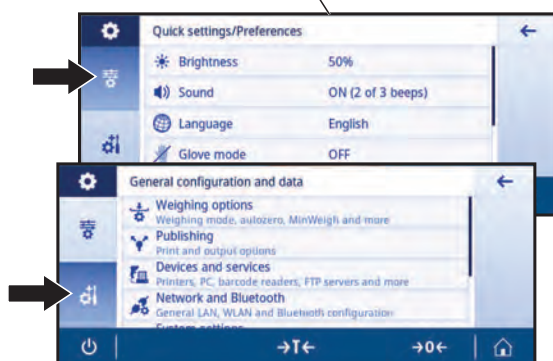 Quick settings/Preferences
Brightness 50%
Sound ON (2 of 3 beeps)
Language English
Glove mode OFF
General configuration and data
Weighing options
Weighing mode, autozero, MinWeigh and more
Publishing
Print and output options
Devices and services
Printers, PC, barcode readers, FTP servers and more
Network and Bluetooth
General LAN, WLAN and Bluetooth configuration
System settings
→T← →0←